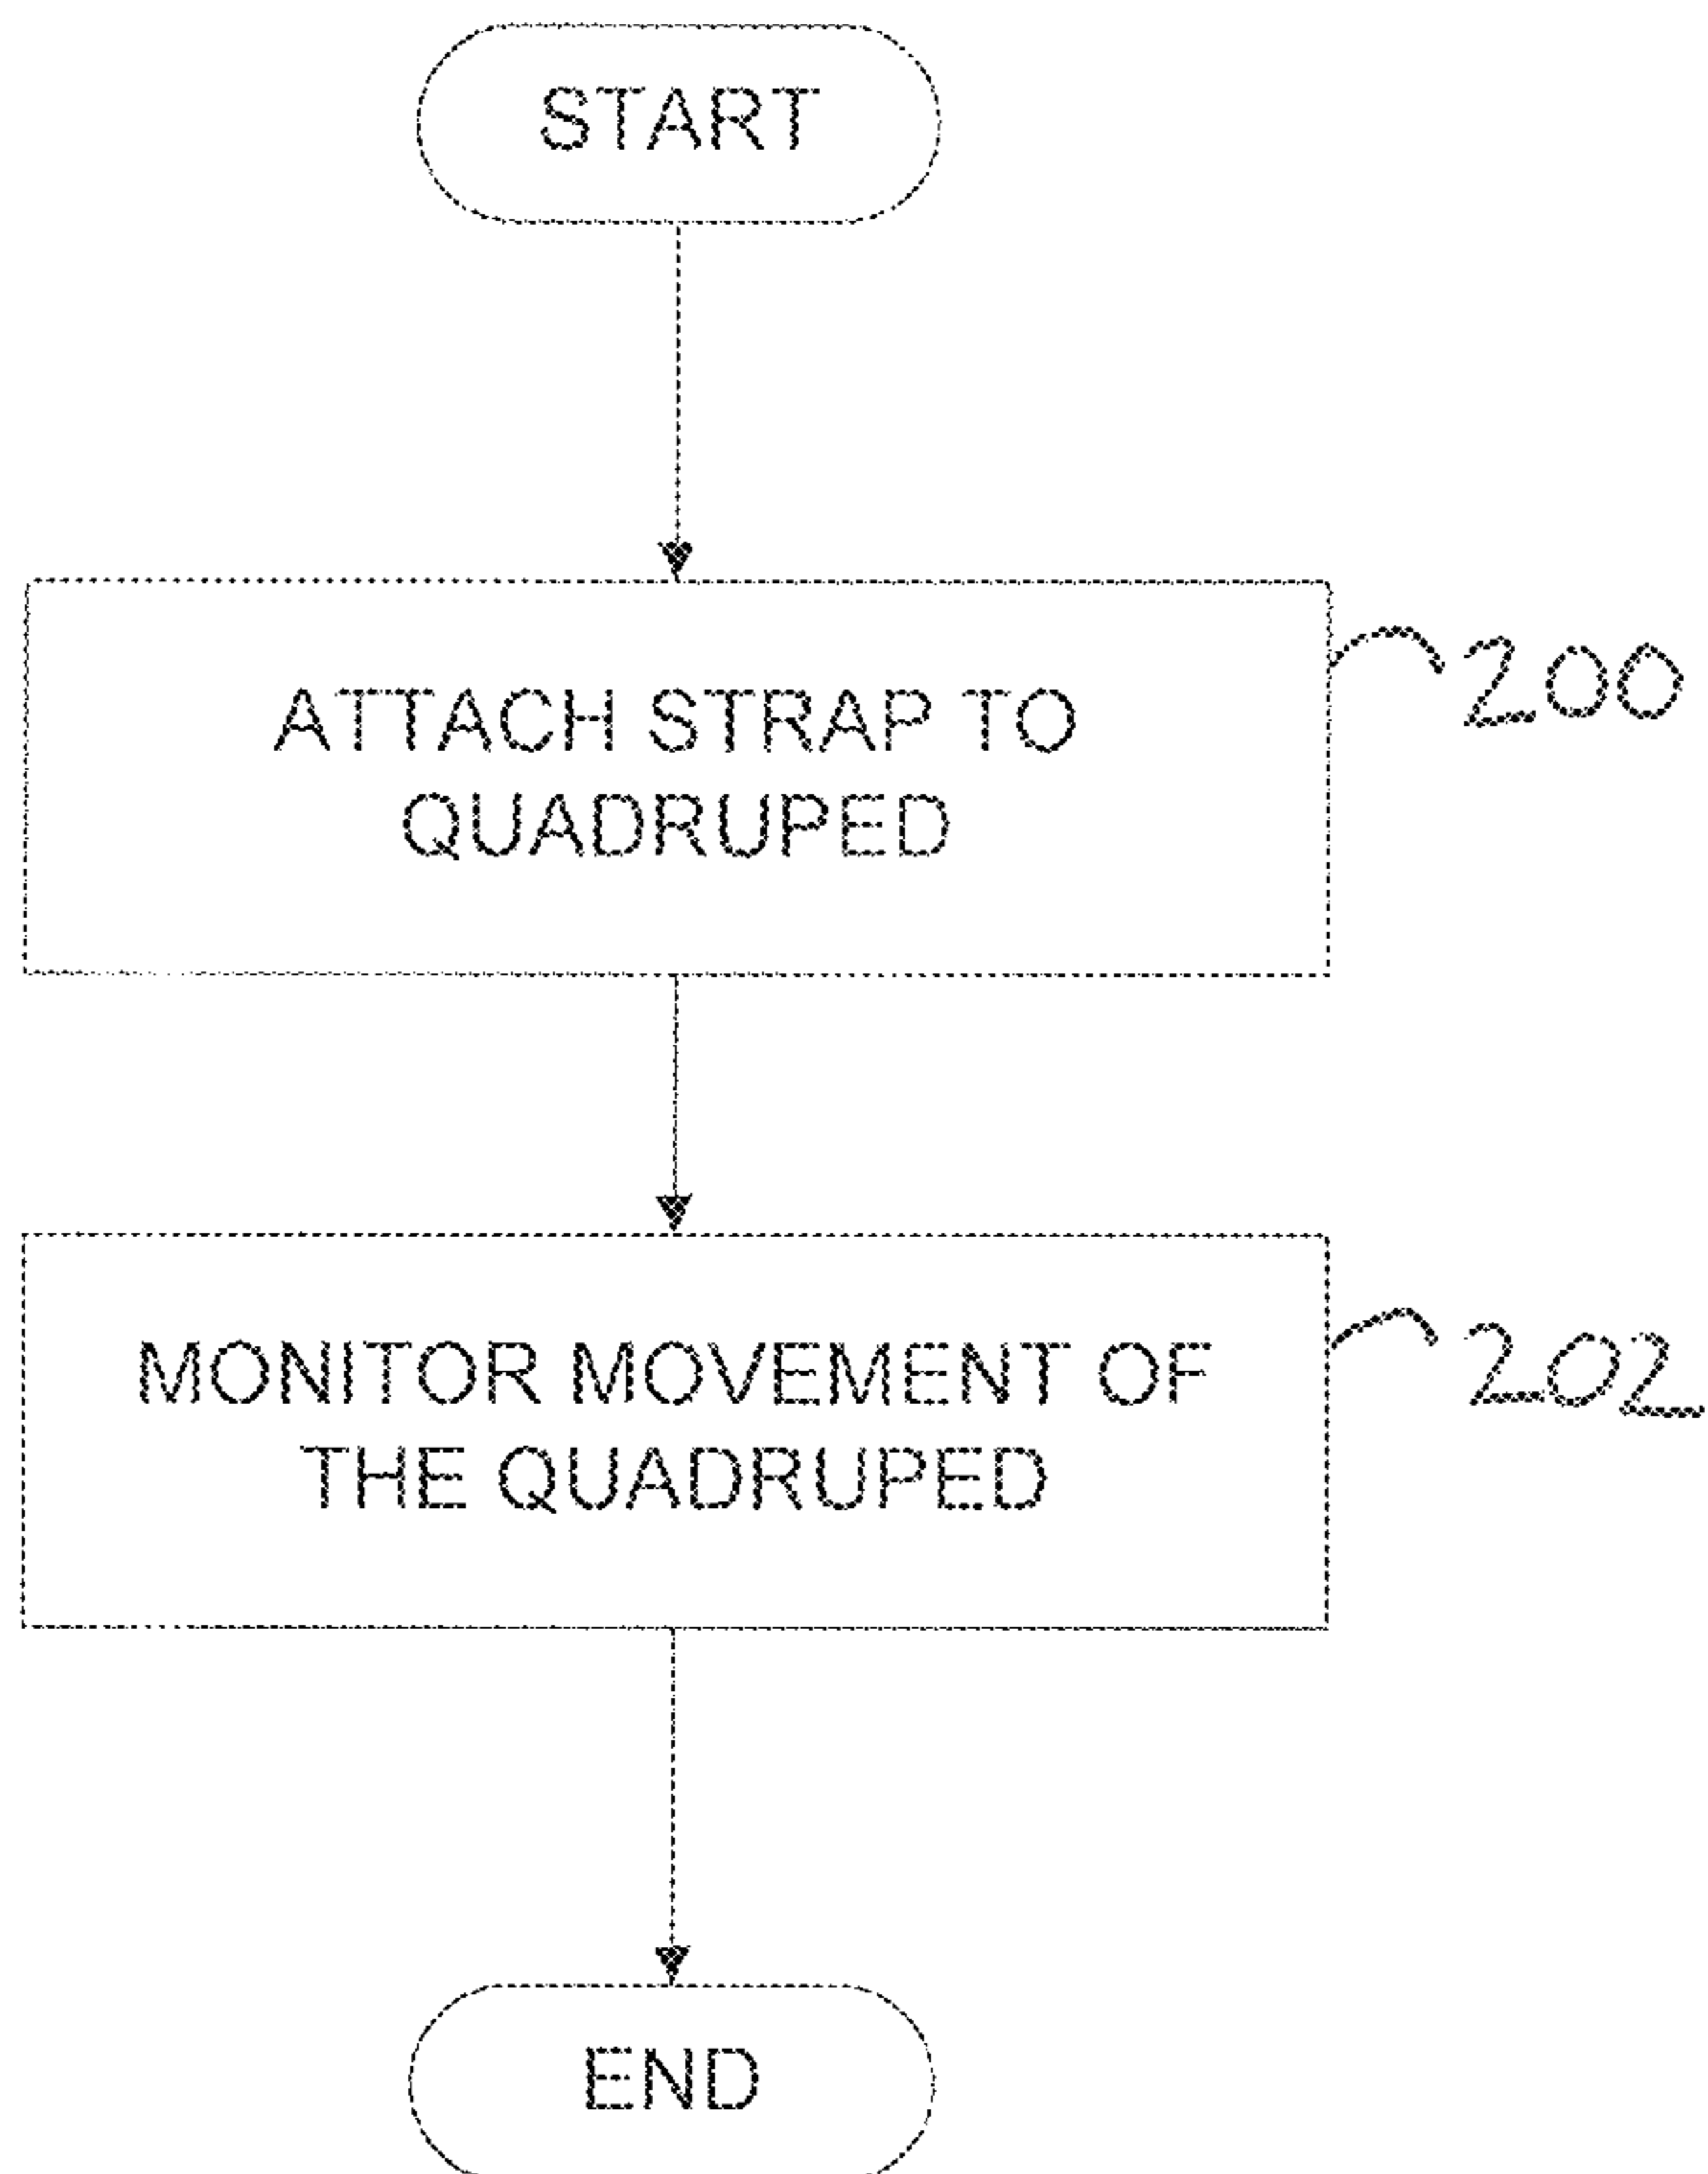 START
ATTACH STRAP TO
QUADRUPED
200
MONITOR MOVEMENT OF
THE QUADRUPED
202
END